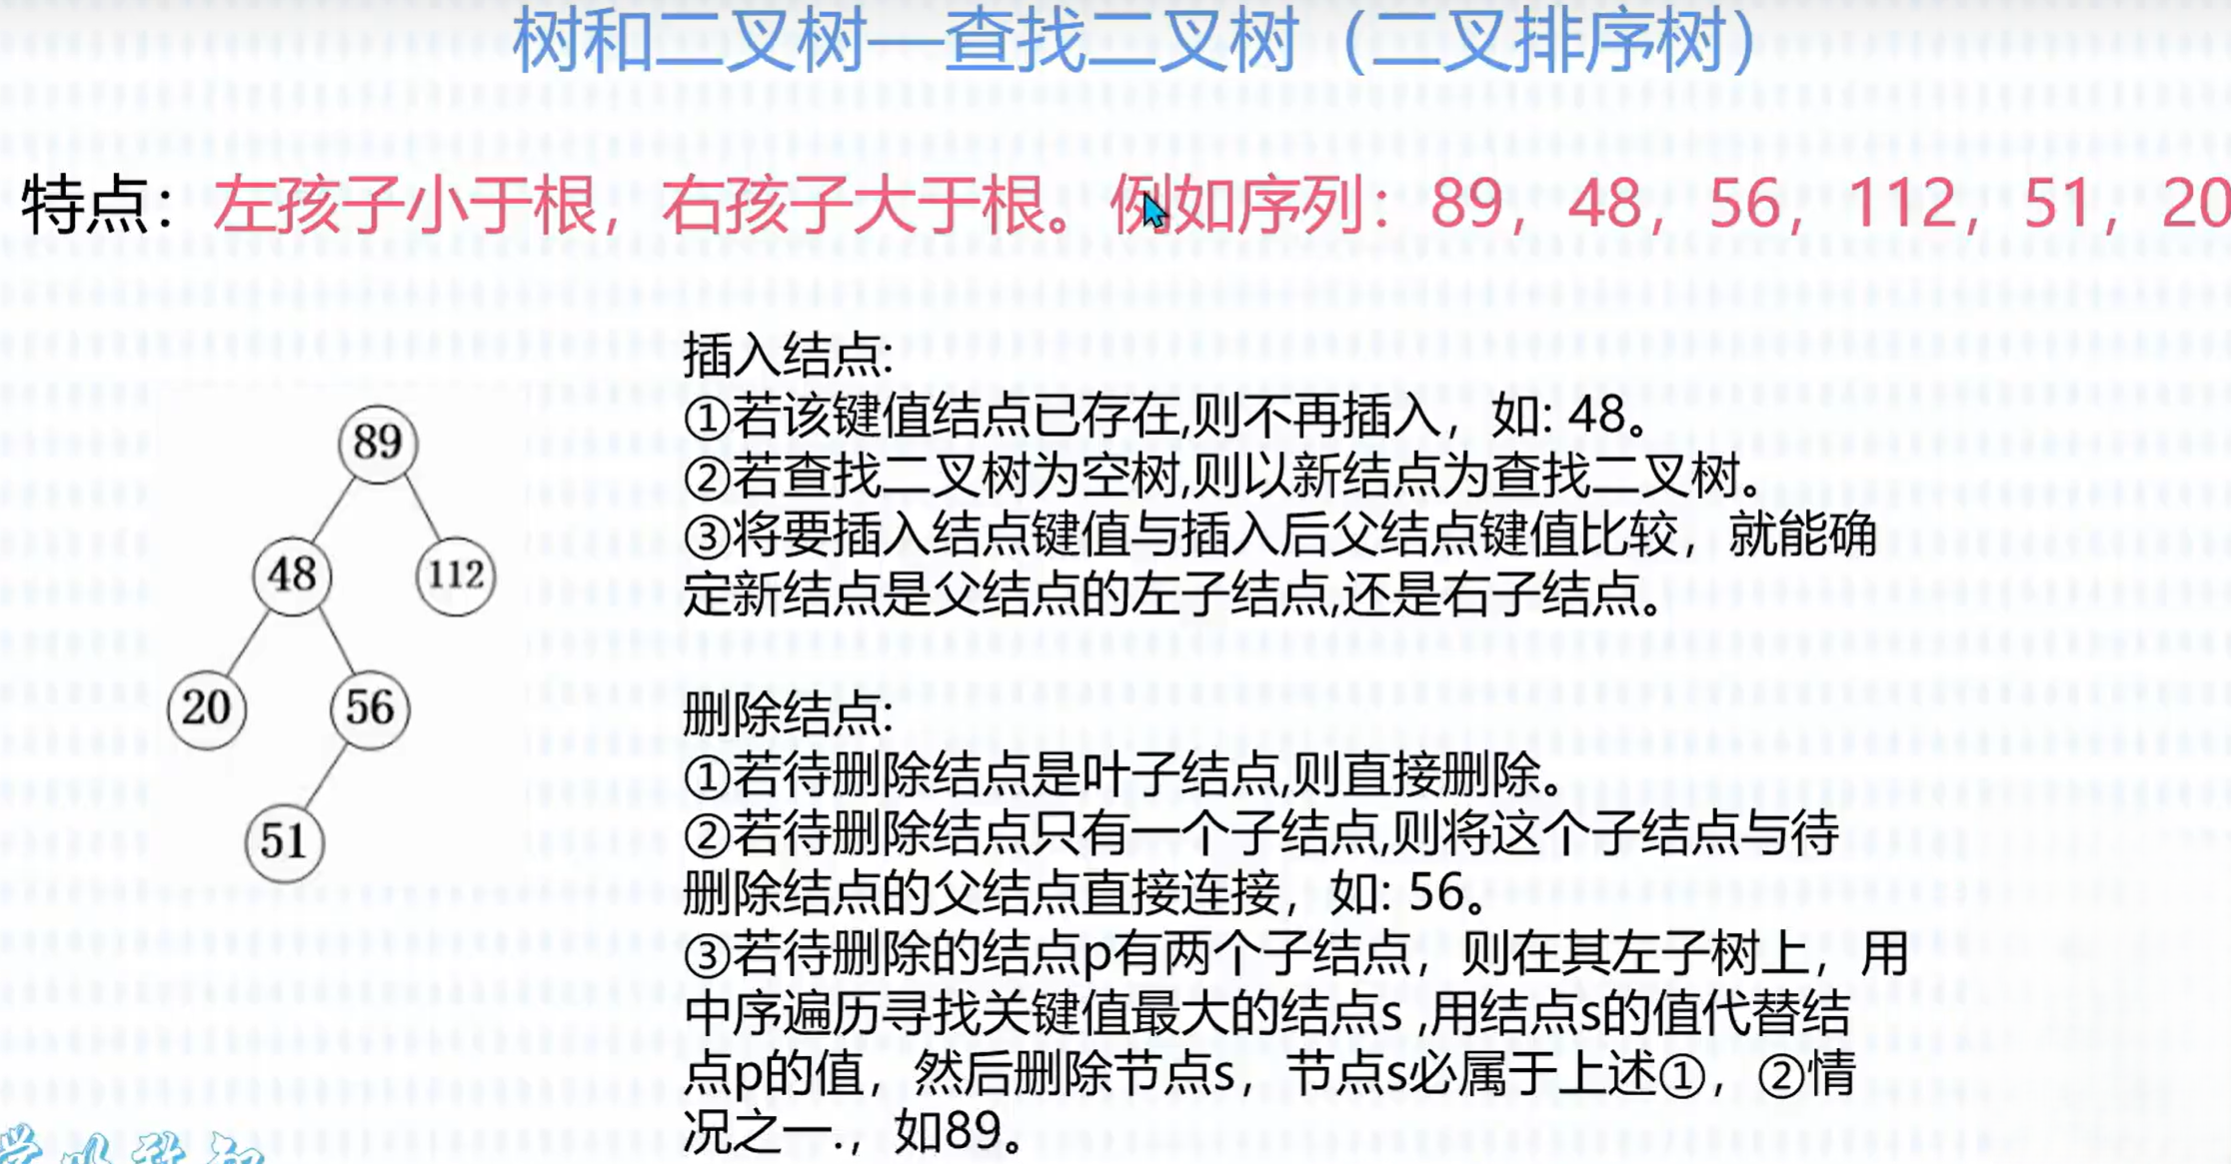 树和二叉树—查找二叉树（二叉排序树）
特点：左孩子小于根，右孩子大于根。例如序列：89，48，56，112，51，20
插入结点:
①若该键值结点已存在,则不再插入，如: 48。
②若查找二叉树为空树,则以新结点为查找二叉树。
③将要插入结点键值与插入后父结点键值比较，就能确
定新结点是父结点的左子结点,还是右子结点。
89
48
112
20
56
51
删除结点:
①若待删除结点是叶子结点,则直接删除。
②若待删除结点只有一个子结点,则将这个子结点与待
删除结点的父结点直接连接，如: 56。
③若待删除的结点p有两个子结点，则在其左子树上，用
中序遍历寻找关键值最大的结点s ,用结点s的值代替结
点p的值，然后删除节点s，节点s必属于上述①，②情
况之一.，如89。